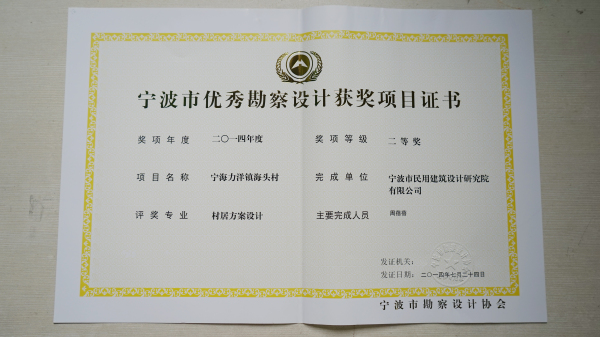 宁波市优秀勘察设计获奖项目证书
奖项年度 二〇一四年度 奖项等级 二等奖
项目名称 宁海力洋镇海头村 完成单位 宁波市民用建筑设计研究院
有限公司
评奖专业 村居方案设计 主要完成人员
发证机关:
发证日期: 二〇一四年七月二十四日
宁波市勘察设计协会